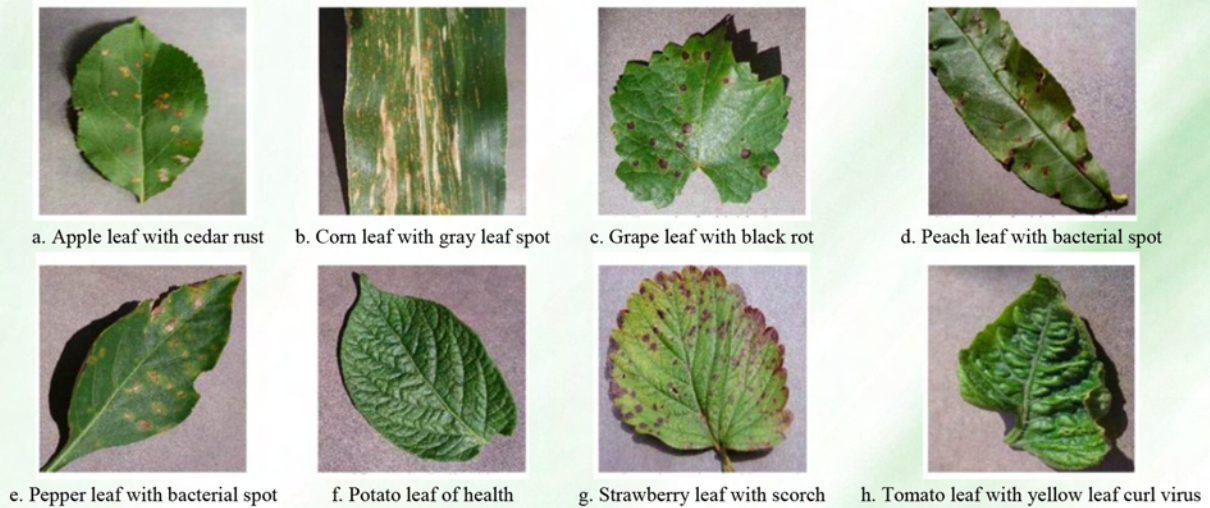 a. Apple leaf with cedar rust
b. Corn leaf with gray leaf spot
c. Grape leaf with black rot
d. Peach leaf with bacterial spot
e. Pepper leaf with bacterial spot
f. Potato leaf of health
g. Strawberry leaf with scorch
h. Tomato leaf with yellow leaf curl virus